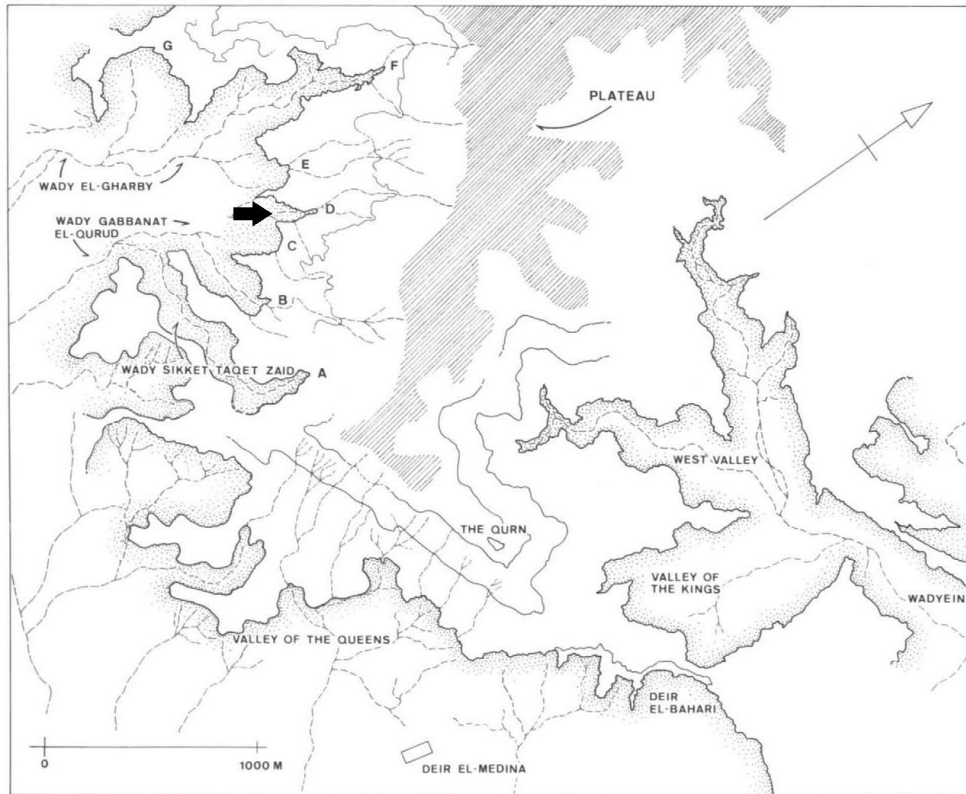 G
F
PLATEAU
E
WADY EL-GHARBY
D
WADY GABBANAT
EL-QURUD
C
B
WADY SIKKET TAQET ZAID
A
WEST VALLEY
THE QURN
VALLEY OF
THE KINGS
WADYEIN
VALLEY OF THE QUEENS
DEIR
EL-BAHARI
0
1000 M
DEIR EL-MEDINA